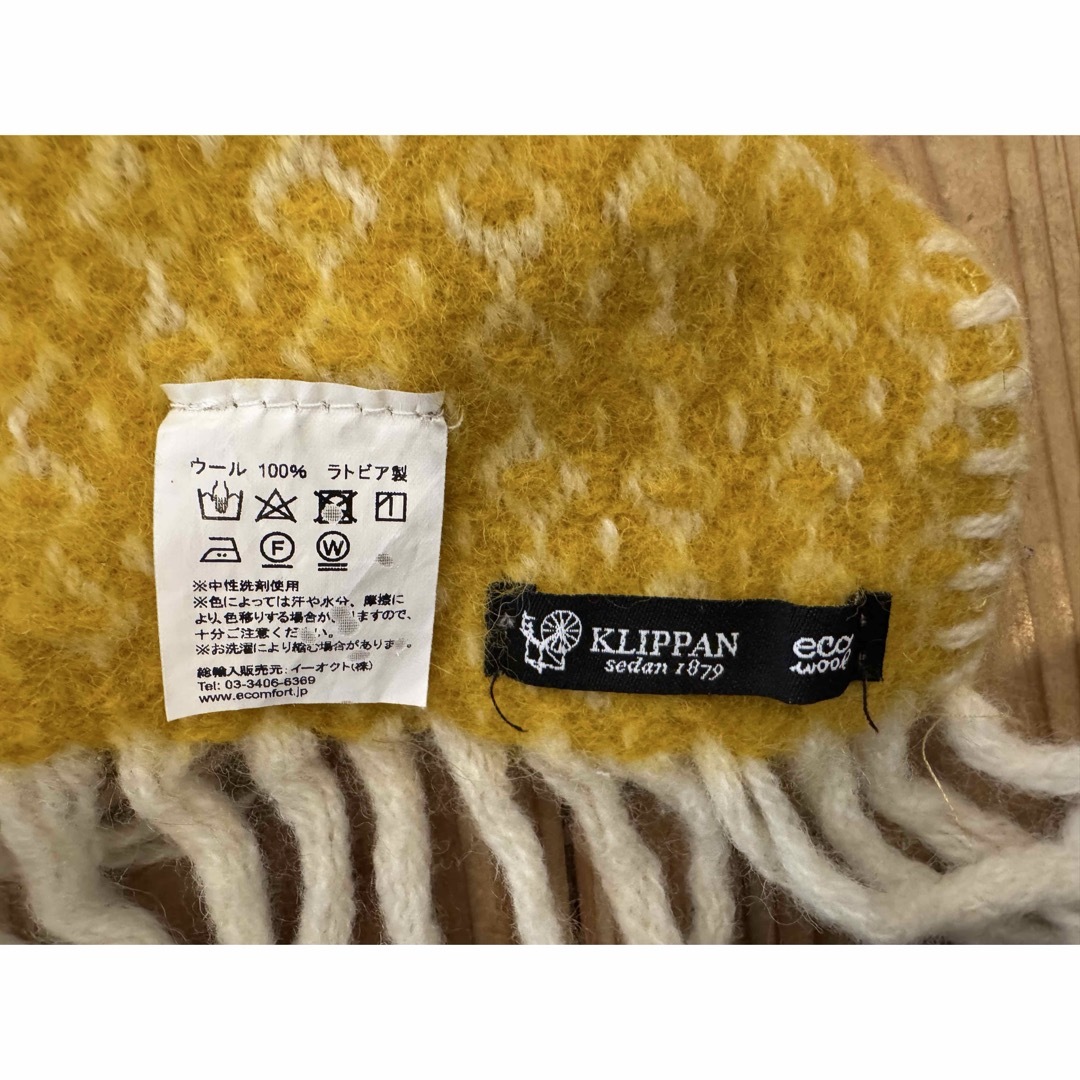 ウール 100% ラトビア製
F W
※中性洗剤使用
※色によっては汗や水分、摩擦に
より、色移りする場合が、ますので、
十分ご注意くだ い。
※お洗濯により縮む場合がありま
総輸入販売元:イーオクト(株)
Tel: 03-3406-6369
www.ecomfort.jp
KLIPPAN
sedan 1879
eco
wool